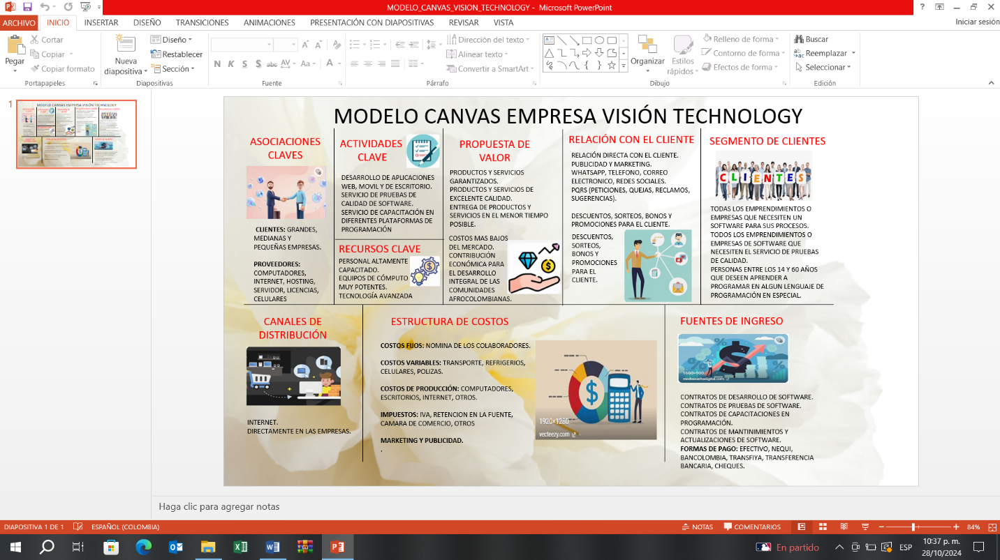 MODELO_CANVAS_VISION_TECHNOLOGY - Microsoft PowerPoint
ARCHIVO
INICIO
INSERTAR
DISEÑO
TRANSICIONES
ANIMACIONES
PRESENTACIÓN CON DIAPOSITIVAS
REVISAR
VISTA
Iniciar sesión
Pegar
Cortar
Copiar
Copiar formato
Portapapeles
Nueva
diapositiva
Diseño
Restablecer
Sección
Diapositivas
N K S S abc AV Aa A
Fuente
Dirección del texto
Alinear texto
Convertir a SmartArt
Párrafo
Organizar
Estilos
rápidos
Relleno de forma
Contorno de forma
Efectos de forma
Dibujo
Buscar
Reemplazar
Seleccionar
Edición
1
MODELO CANVAS EMPRESA VISIÓN TECHNOLOGY
ASOCIACIONES
CLAVES
CLIENTES: GRANDES,
MEDIANAS Y
PEQUEÑAS EMPRESAS.
PROVEEDORES:
COMPUTADORES,
INTERNET, HOSTING,
SERVIDOR, LICENCIAS,
CELULARES
ACTIVIDADES
CLAVE
DESARROLLO DE APLICACIONES
WEB, MOVIL Y DE ESCRITORIO.
SERVICIO DE PRUEBAS DE
CALIDAD DE SOFTWARE.
SERVICIO DE CAPACITACIÓN EN
DIFERENTES PLATAFORMAS DE
PROGRAMACIÓN
RECURSOS CLAVE
PERSONAL ALTAMENTE
CAPACITADO.
EQUIPOS DE CÓMPUTO
MUY POTENTES.
TECNOLOGÍA AVANZADA
PROPUESTA DE
VALOR
PRODUCTOS Y SERVICIOS
GARANTIZADOS.
PRODUCTOS Y SERVICIOS DE
EXCELENTE CALIDAD.
ENTREGA DE PRODUCTOS Y
SERVICIOS EN EL MENOR TIEMPO
POSIBLE.
COSTOS MAS BAJOS
DEL MERCADO.
CONTRIBUCIÓN
ECONÓMICA PARA
EL DESARROLLO
INTEGRAL DE LAS
COMUNIDADES
AFROCOLOMBIANAS.
RELACIÓN CON EL CLIENTE
RELACIÓN DIRECTA CON EL CLIENTE.
PUBLICIDAD Y MARKETING.
WHATSAPP, TELEFONO, CORREO
ELECTRONICO, REDES SOCIALES.
PQRS (PETICIONES, QUEJAS, RECLAMOS,
SUGERENCIAS).
DESCUENTOS, SORTEOS, BONOS Y
PROMOCIONES PARA EL CLIENTE.
DESCUENTOS,
SORTEOS,
BONOS Y
PROMOCIONES
PARA EL
CLIENTE.
SEGMENTO DE CLIENTES
CLIENTES
TODAS LOS EMPRENDIMIENTOS O
EMPRESAS QUE NECESITEN UN
SOFTWARE PARA SUS PROCESOS.
TODOS LOS EMPRENDIMIENTOS O
EMPRESAS DE SOFTWARE QUE
NECESITEN EL SERVICIO DE PRUEBAS
DE CALIDAD.
PERSONAS ENTRE LOS 14 Y 60 AÑOS
QUE DESEEN APRENDER A
PROGRAMAR EN ALGUN LENGUAJE DE
PROGRAMACIÓN EN ESPECIAL.
CANALES DE
DISTRIBUCIÓN
INTERNET.
DIRECTAMENTE EN LAS EMPRESAS.
ESTRUCTURA DE COSTOS
COSTOS FIJOS: NOMINA DE LOS COLABORADORES.
COSTOS VARIABLES: TRANSPORTE, REFRIGERIOS,
CELULARES, POLIZAS.
COSTOS DE PRODUCCIÓN: COMPUTADORES,
ESCRITORIOS, INTERNET, OTROS.
IMPUESTOS: IVA, RETENCION EN LA FUENTE,
CAMARA DE COMERCIO, OTROS
MARKETING Y PUBLICIDAD.
.
1920×1280
vecteezy.com
FUENTES DE INGRESO
1600×900
mediavaitadigital.com
CONTRATOS DE DESARROLLO DE SOFTWARE.
CONTRATOS DE PRUEBAS DE SOFTWARE.
CONTRATOS DE CAPACITACIONES EN
PROGRAMACIÓN.
CONTRATOS DE MANTINIMIENTOS Y
ACTUALIZACIONES DE SOFTWARE.
FORMAS DE PAGO: EFECTIVO, NEQUI,
BANCOLOMBIA, TRANSFIYA, TRANSFERENCIA
BANCARIA, CHEQUES.
Haga clic para agregar notas
DIAPOSITIVA 1 DE 1
ESPAÑOL (COLOMBIA)
NOTAS
COMENTARIOS
84%
En partido
ESP
10:37 p. m.
28/10/2024